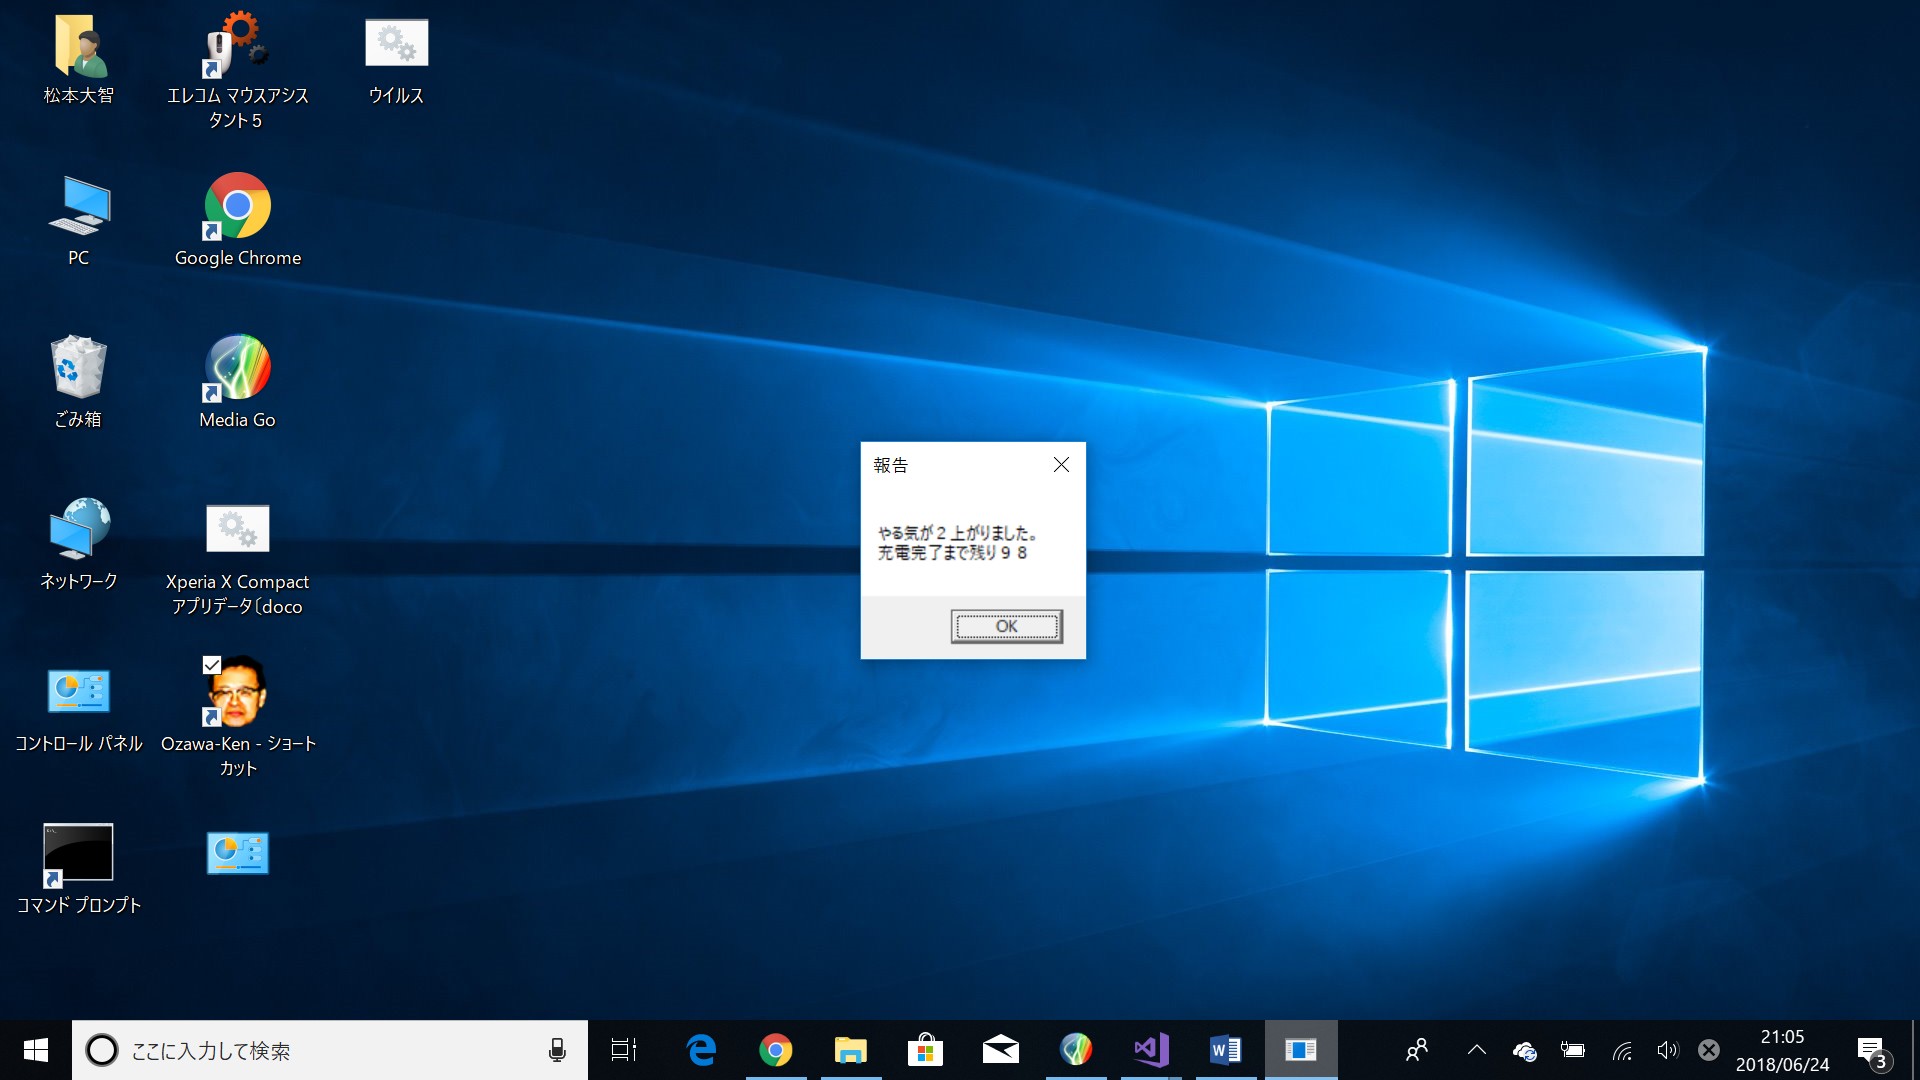 松本大智
エレコム マウスアシス
タント 5
ウイルス
PC
Google Chrome
ごみ箱
Media Go
ネットワーク
Xperia X Compact
アプリデータ〔doco
コントロール パネル
Ozawa-Ken - ショート
カット
コマンド プロンプト
報告
やる気が２上がりました。
充電完了まで残り９８
OK
ここに入力して検索
21:05
2018/06/24
3